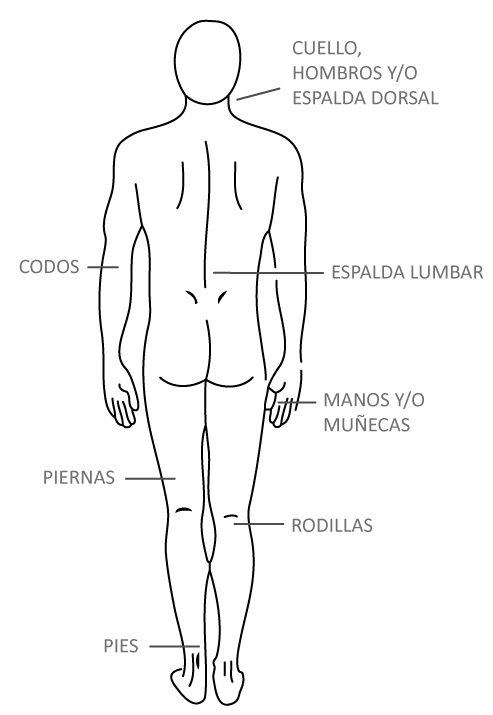 CUELLO,
HOMBROS Y/O
ESPALDA DORSAL
CODOS
ESPALDA LUMBAR
MANOS Y/O
MUÑECAS
PIERNAS
RODILLAS
PIES